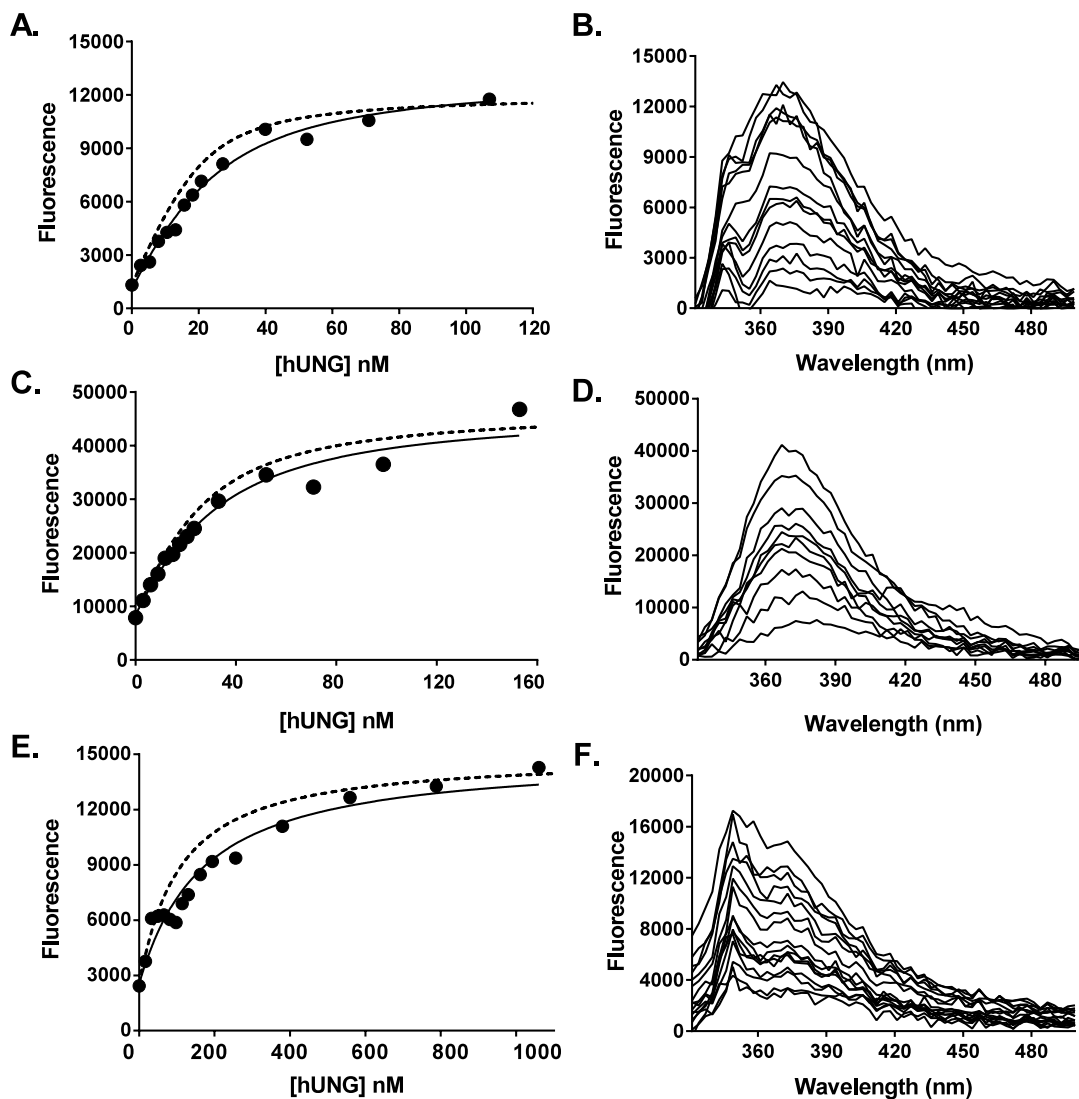 A.
15000
12000
9000
6000
3000
0
Fluorescence
0 20 40 60 80 100 120
[hUNG] nM
B.
15000
12000
9000
6000
3000
0
Fluorescence
360 390 420 450 480
Wavelength (nm)
C.
50000
40000
30000
20000
10000
0
Fluorescence
0 40 80 120 160
[hUNG] nM
D.
50000
40000
30000
20000
10000
0
Fluorescence
360 390 420 450 480
Wavelength (nm)
E.
15000
12000
9000
6000
3000
0
Fluorescence
0 200 400 600 800 1000
[hUNG] nM
F.
20000
16000
12000
8000
4000
0
Fluorescence
360 390 420 450 480
Wavelength (nm)